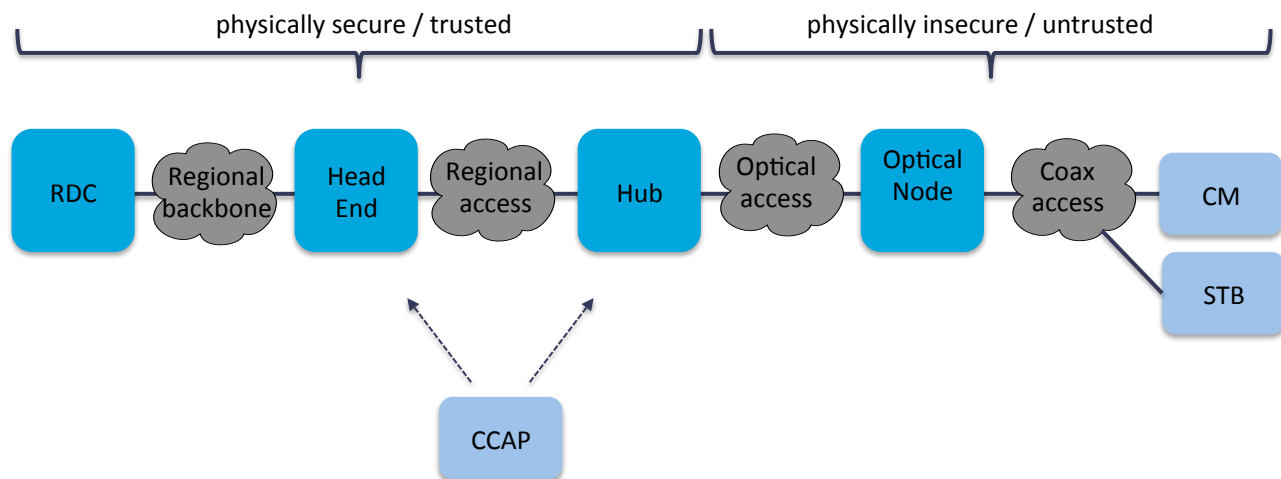 physically secure / trusted
physically insecure / untrusted
RDC
Regional
backbone
Head
End
Regional
access
Hub
Optical
access
Optical
Node
Coax
access
CM
STB
CCAP